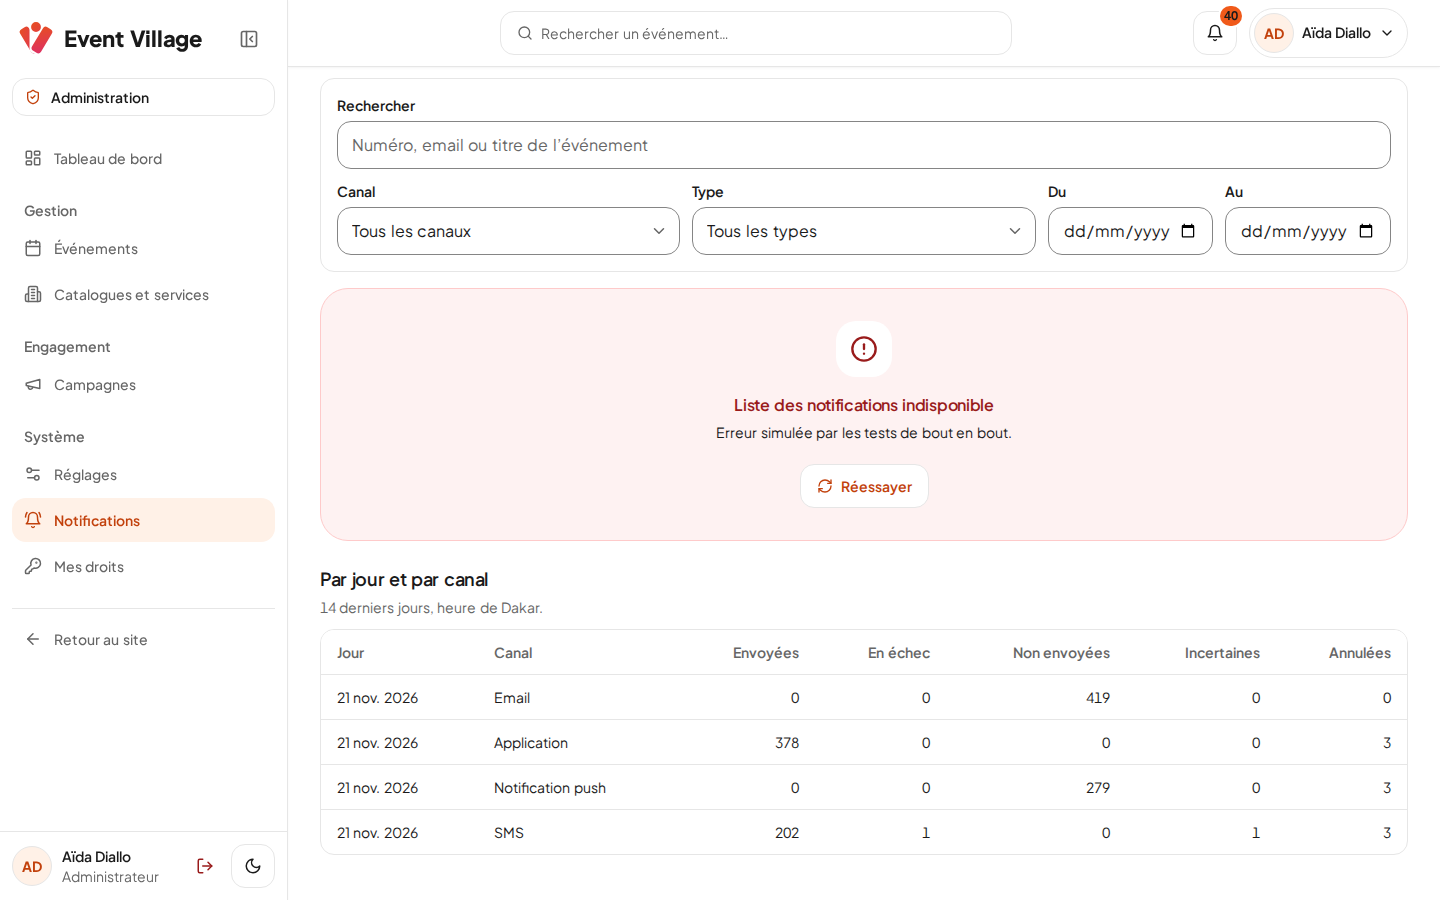 Event Village
Rechercher un événement...
40
AD
Aïda Diallo
Administration
Tableau de bord
Gestion
Événements
Catalogues et services
Engagement
Campagnes
Système
Réglages
Notifications
Mes droits
Retour au site
AD
Aïda Diallo
Administrateur
Rechercher
Numéro, email ou titre de l'événement
Canal Type Du Au
Tous les canaux Tous les types dd/mm/yyyy dd/mm/yyyy
Liste des notifications indisponible
Erreur simulée par les tests de bout en bout.
Réessayer
Par jour et par canal
14 derniers jours, heure de Dakar.
Jour Canal Envoyées En échec Non envoyées Incertaines Annulées
21 nov. 2026 Email 0 0 419 0 0
21 nov. 2026 Application 378 0 0 0 3
21 nov. 2026 Notification push 0 0 279 0 3
21 nov. 2026 SMS 202 1 0 1 3